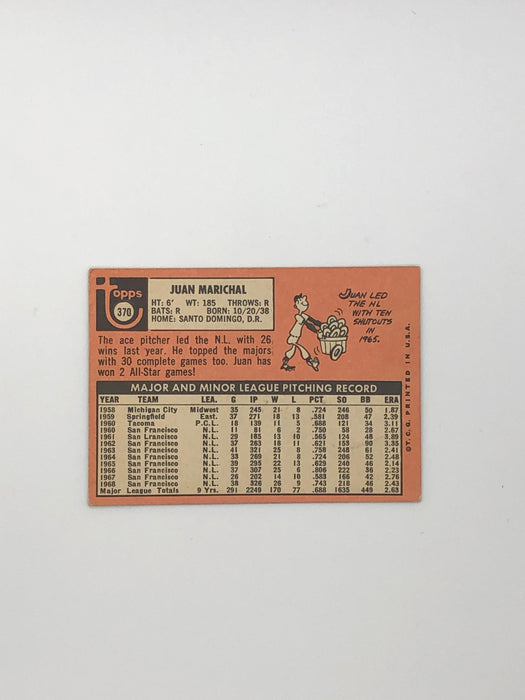 topps
370
JUAN MARICHAL
HT: 6' WT: 185 THROWS: R
BATS: R BORN: 10/20/38
HOME: SANTO DOMINGO, D.R.
JUAN LED
THE NL
WITH TEN
SHUTOUTS
IN
1965.
The ace pitcher led the N.L. with 26
wins last year. He topped the majors
with 30 complete games too. Juan has
won 2 All-Star games!
MAJOR AND MINOR LEAGUE PITCHING RECORD
YEAR TEAM LEA. G IP W L PCT SO BB ERA
1958 Michigan City Midwest 35 245 21 8 .724 246 50 1.87
1959 Springfield East. 37 271 18 13 .581 208 47 2.39
1960 Tacoma P.C.L. 18 139 11 5 .688 121 34 3.11
1960 San Francisco N.L. 11 81 6 2 .750 58 28 2.67
1961 San Francisco N.L. 29 185 13 10 .565 124 48 3.89
1962 San Francisco N.L. 37 263 18 11 .621 153 90 3.35
1963 San Francisco N.L. 41 321 25 8 .758 248 61 2.41
1964 San Francisco N.L. 33 269 21 8 .724 206 52 2.48
1965 San Francisco N.L. 39 295 22 13 .629 240 46 2.14
1966 San Francisco N.L. 37 307 25 6 .806 223 36 2.23
1967 San Francisco N.L. 26 202 14 10 .583 166 42 2.76
1968 San Francisco N.L. 38 326 26 9 .743 218 46 2.43
Major League Totals 9 Yrs. 291 2249 170 77 .688 1635 449 2.63
©T.C.G. PRINTED IN U.S.A.